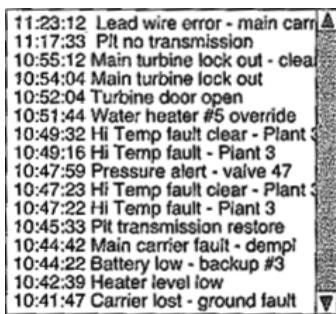 11:23:12 Lead wire error - main carr
11:17:33 Plt no transmission
10:55:12 Main turbine lock out - clea
10:54:04 Main turbine lock out
10:52:04 Turbine door open
10:51:44 Water heater #5 override
10:49:32 Hi Temp fault clear - Plant 3
10:49:16 Hi Temp fault - Plant 3
10:47:59 Pressure alert - valve 47
10:47:23 Hi Temp fault clear - Plant 3
10:47:22 Hi Temp fault - Plant 3
10:45:33 Plt transmission restore
10:44:42 Main carrier fault - dempl
10:44:22 Battery low - backup #3
10:42:39 Heater level low
10:41:47 Carrier lost - ground fault